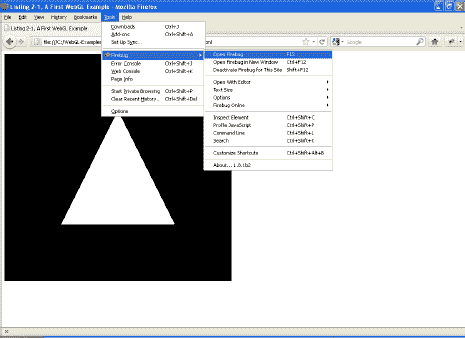 Listing 2-1, A First WebGL Example - Mozilla Firefox
File Edit View History Bookmarks Tools Help
Listing 2-1, A First WebGL Example
Downloads Ctrl+J
Add-ons Ctrl+Shift+A
Set Up Sync...
Firebug
Error Console Ctrl+Shift+J
Web Console Ctrl+Shift+K
Page Info
Start Private Browsing Ctrl+Shift+P
Clear Recent History... Ctrl+Shift+Del
Options
Open Firebug F12
Open Firebug in New Window Ctrl+F12
Deactivate Firebug for This Site Shift+F12
Open With Editor
Text Size
Options
Firebug Online
Inspect Element Ctrl+Shift+C
Profile JavaScript Ctrl+Shift+P
Command Line Ctrl+Shift+L
Search Ctrl+Shift+K
Customize Shortcuts Ctrl+Shift+Alt+B
Google